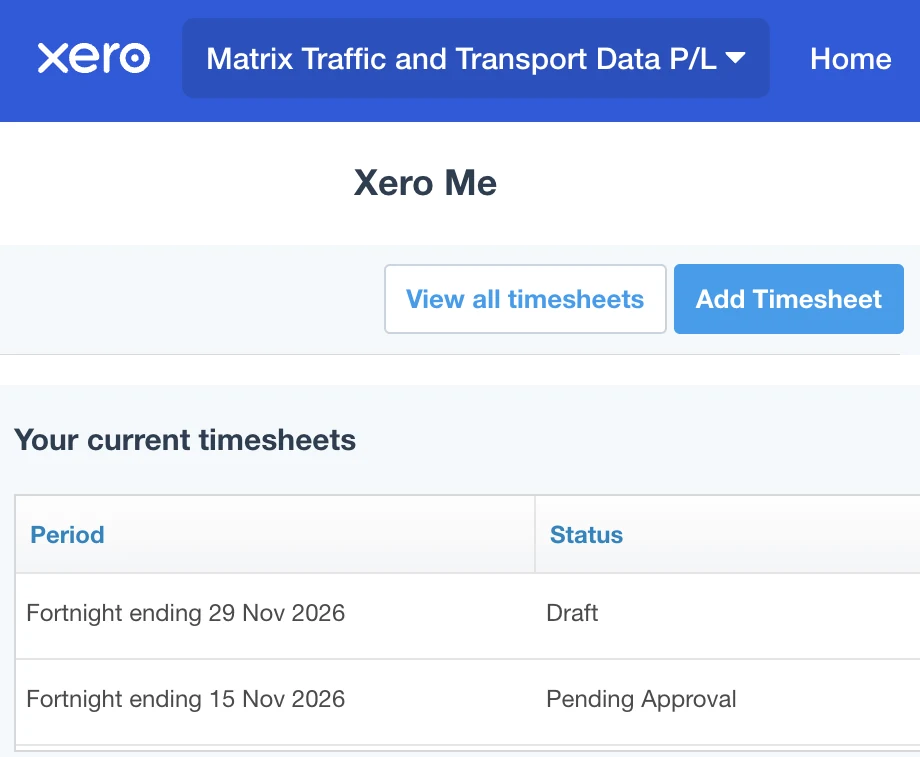 xero Matrix Traffic and Transport Data P/L Home
Xero Me
View all timesheets Add Timesheet
Your current timesheets
Period Status
Fortnight ending 29 Nov 2026 Draft
Fortnight ending 15 Nov 2026 Pending Approval